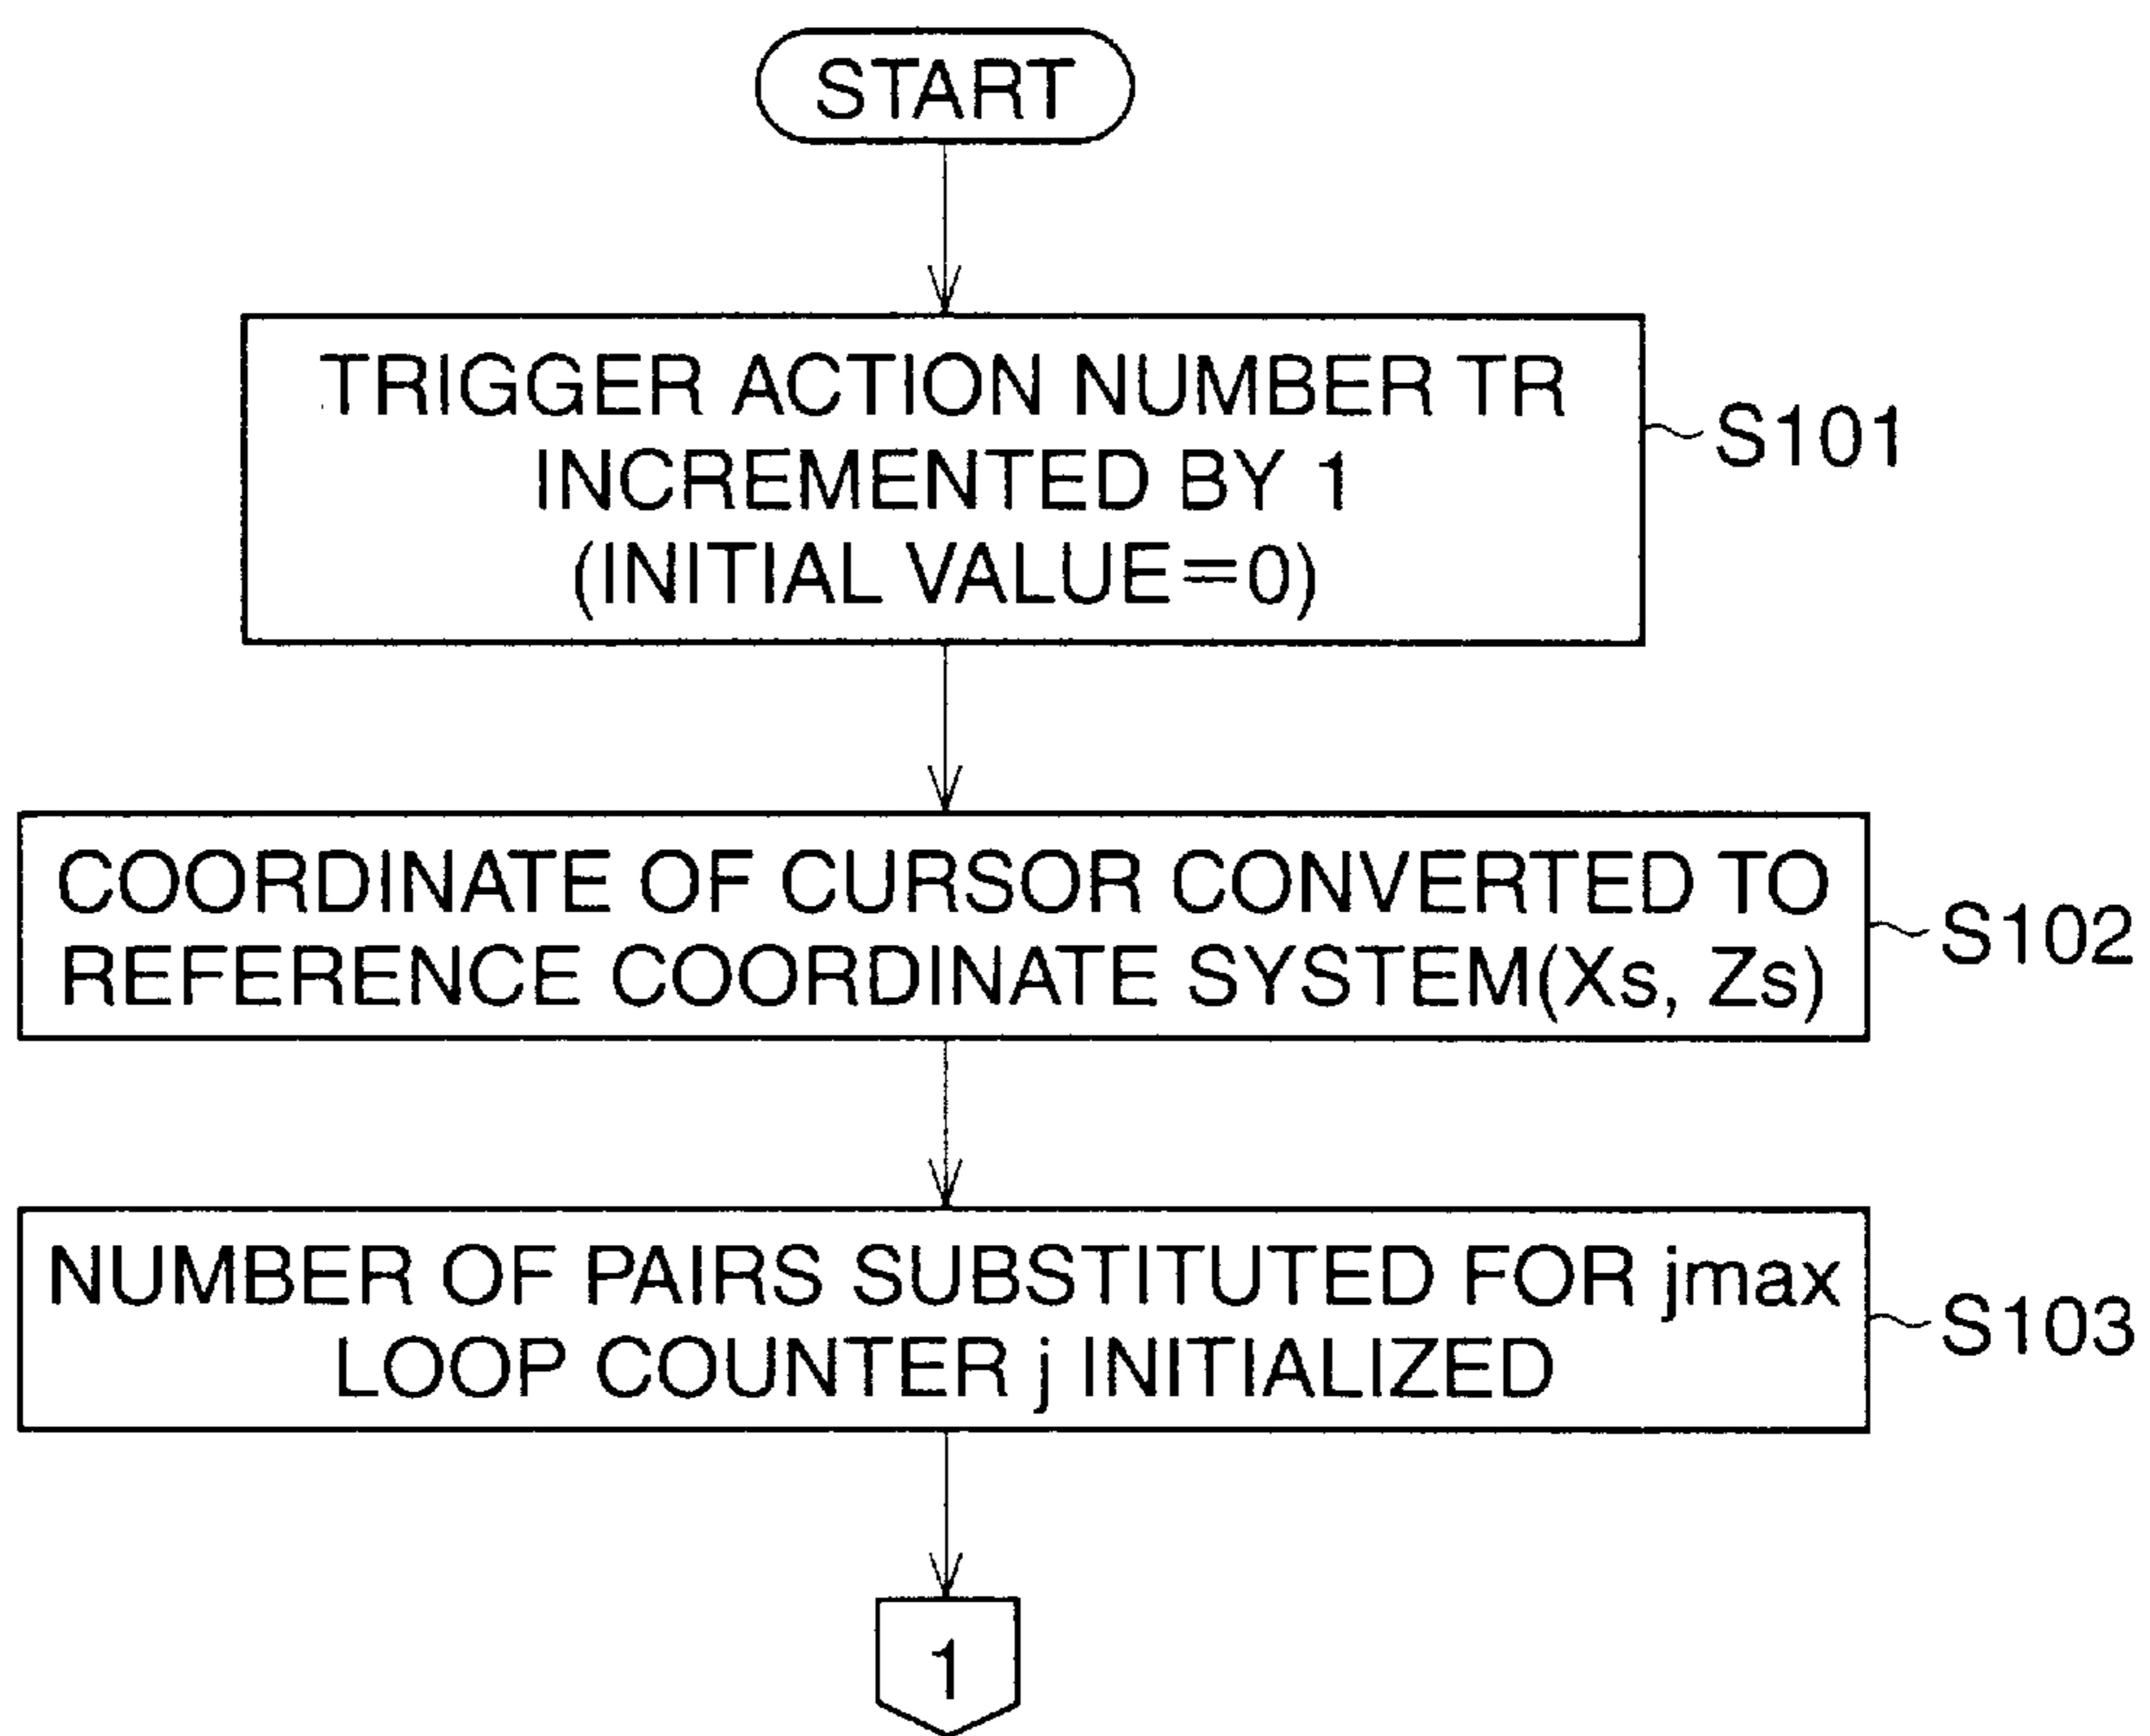 START
TRIGGER ACTION NUMBER TR
INCREMENTED BY 1
(INITIAL VALUE=0)
S101
COORDINATE OF CURSOR CONVERTED TO
REFERENCE COORDINATE SYSTEM(Xs, Zs)
S102
NUMBER OF PAIRS SUBSTITUTED FOR jmax
LOOP COUNTER j INITIALIZED
S103
1